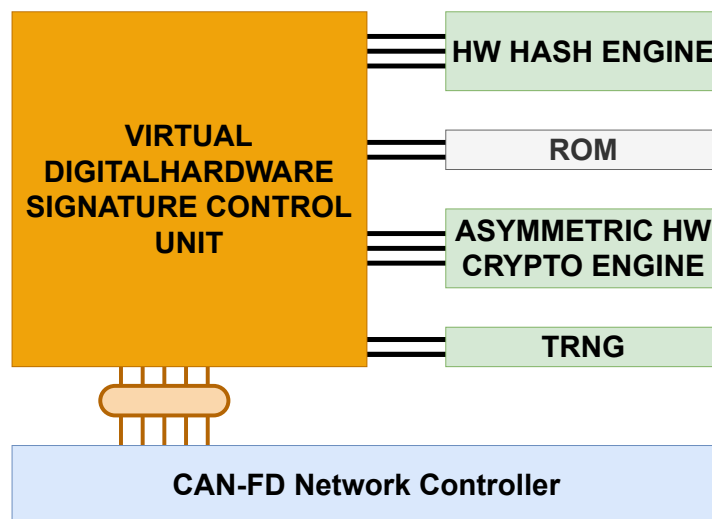 VIRTUAL
DIGITALHARDWARE
SIGNATURE CONTROL
UNIT
HW HASH ENGINE
ROM
ASYMMETRIC HW
CRYPTO ENGINE
TRNG
CAN-FD Network Controller